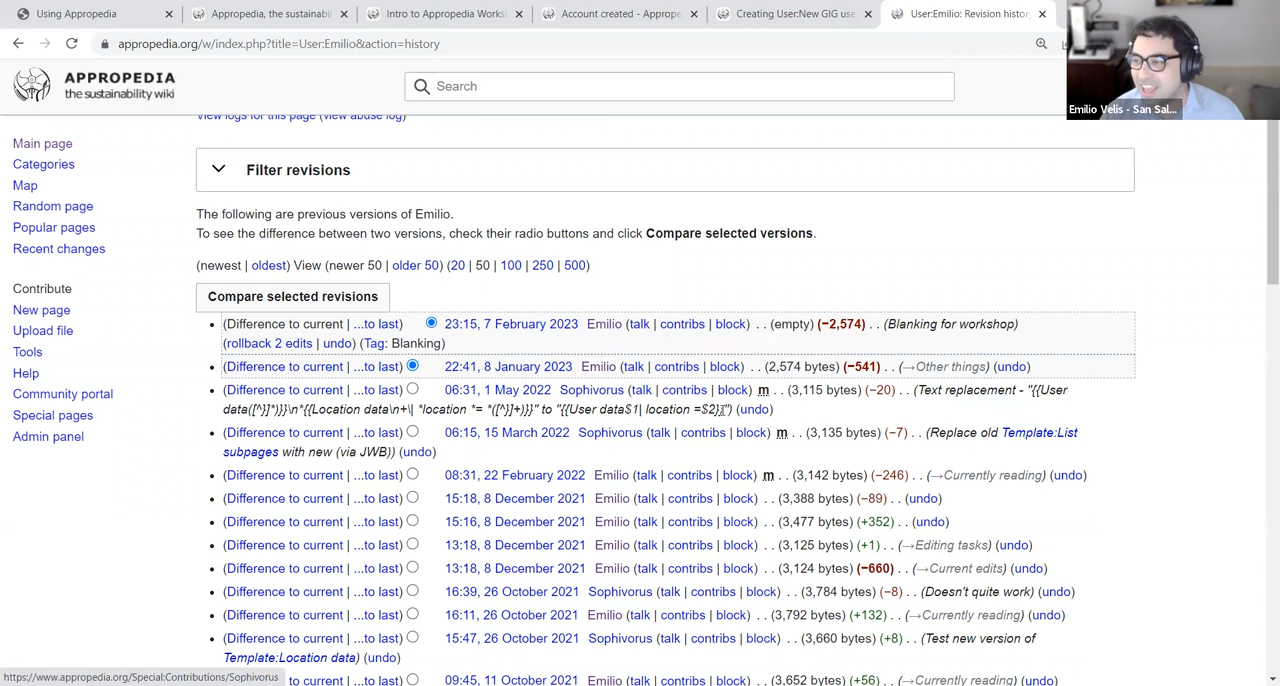 Using Appropedia
Appropedia, the sustainabili
Intro to Appropedia Works
Account created - Approp
Creating User:New GIG use
User:Emilio: Revision histor
appropedia.org/w/index.php?title=User:Emilio&action=history
APPROPEDIA
the sustainability wiki
Search
Emilio Velis - San Sal...
View logs for this page (view abuse log)
Main page
Categories
Map
Random page
Popular pages
Recent changes
Contribute
New page
Upload file
Tools
Help
Community portal
Special pages
Admin panel
Filter revisions
The following are previous versions of Emilio.
To see the difference between two versions, check their radio buttons and click Compare selected versions.
(newest | oldest) View (newer 50 | older 50) (20 | 50 | 100 | 250 | 500)
Compare selected revisions
(Difference to current | ...to last) 23:15, 7 February 2023 Emilio (talk | contribs | block) . . (empty) (−2,574) . . (Blanking for workshop)
(rollback 2 edits | undo) (Tag: Blanking)
(Difference to current | ...to last) 22:41, 8 January 2023 Emilio (talk | contribs | block) . . (2,574 bytes) (−541) . . (→Other things) (undo)
(Difference to current | ...to last) 06:31, 1 May 2022 Sophivorus (talk | contribs | block) m . . (3,115 bytes) (−20) . . (Text replacement - "{{User
data([^}]*)}}\n*{{Location data\n+\| *location *= *([^}]+)}}" to "{{User data$1| location =$2}}") (undo)
(Difference to current | ...to last) 06:15, 15 March 2022 Sophivorus (talk | contribs | block) m . . (3,135 bytes) (−7) . . (Replace old Template:List
subpages with new (via JWB)) (undo)
(Difference to current | ...to last) 08:31, 22 February 2022 Emilio (talk | contribs | block) m . . (3,142 bytes) (−246) . . (→Currently reading) (undo)
(Difference to current | ...to last) 15:18, 8 December 2021 Emilio (talk | contribs | block) . . (3,388 bytes) (−89) . . (undo)
(Difference to current | ...to last) 15:16, 8 December 2021 Emilio (talk | contribs | block) . . (3,477 bytes) (+352) . . (undo)
(Difference to current | ...to last) 13:18, 8 December 2021 Emilio (talk | contribs | block) . . (3,125 bytes) (+1) . . (→Editing tasks) (undo)
(Difference to current | ...to last) 13:18, 8 December 2021 Emilio (talk | contribs | block) . . (3,124 bytes) (−660) . . (→Current edits) (undo)
(Difference to current | ...to last) 16:39, 26 October 2021 Sophivorus (talk | contribs | block) . . (3,784 bytes) (−8) . . (Doesn't quite work) (undo)
(Difference to current | ...to last) 16:11, 26 October 2021 Emilio (talk | contribs | block) . . (3,792 bytes) (+132) . . (→Currently reading) (undo)
(Difference to current | ...to last) 15:47, 26 October 2021 Sophivorus (talk | contribs | block) . . (3,660 bytes) (+8) . . (Test new version of
Template:Location data) (undo)
https://www.appropedia.org/Special:Contributions/Sophivorus
nt | ...to last) 09:45, 11 October 2021 Emilio (talk | contribs | block) . . (3,652 bytes) (+56) . . (→Currently reading) (undo)